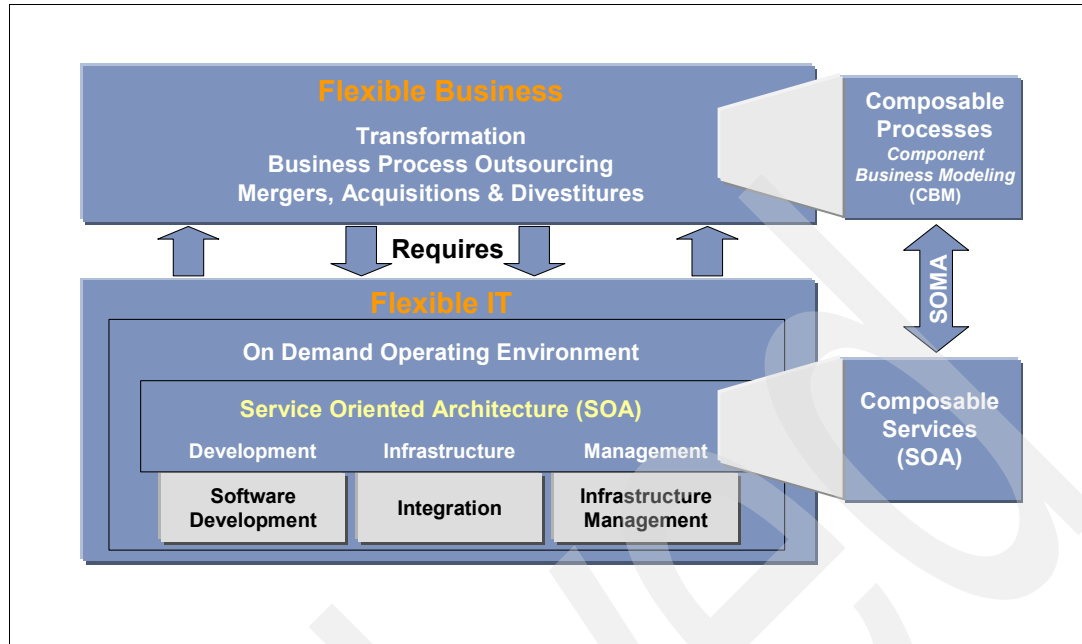 Flexible Business
Transformation
Business Process Outsourcing
Mergers, Acquisitions & Divestitures
Composable
Processes
Component
Business Modeling
(CBM)
Requires
SOMA
Flexible IT
On Demand Operating Environment
Service Oriented Architecture (SOA)
Development
Infrastructure
Management
Software
Development
Integration
Infrastructure
Management
Composable
Services
(SOA)